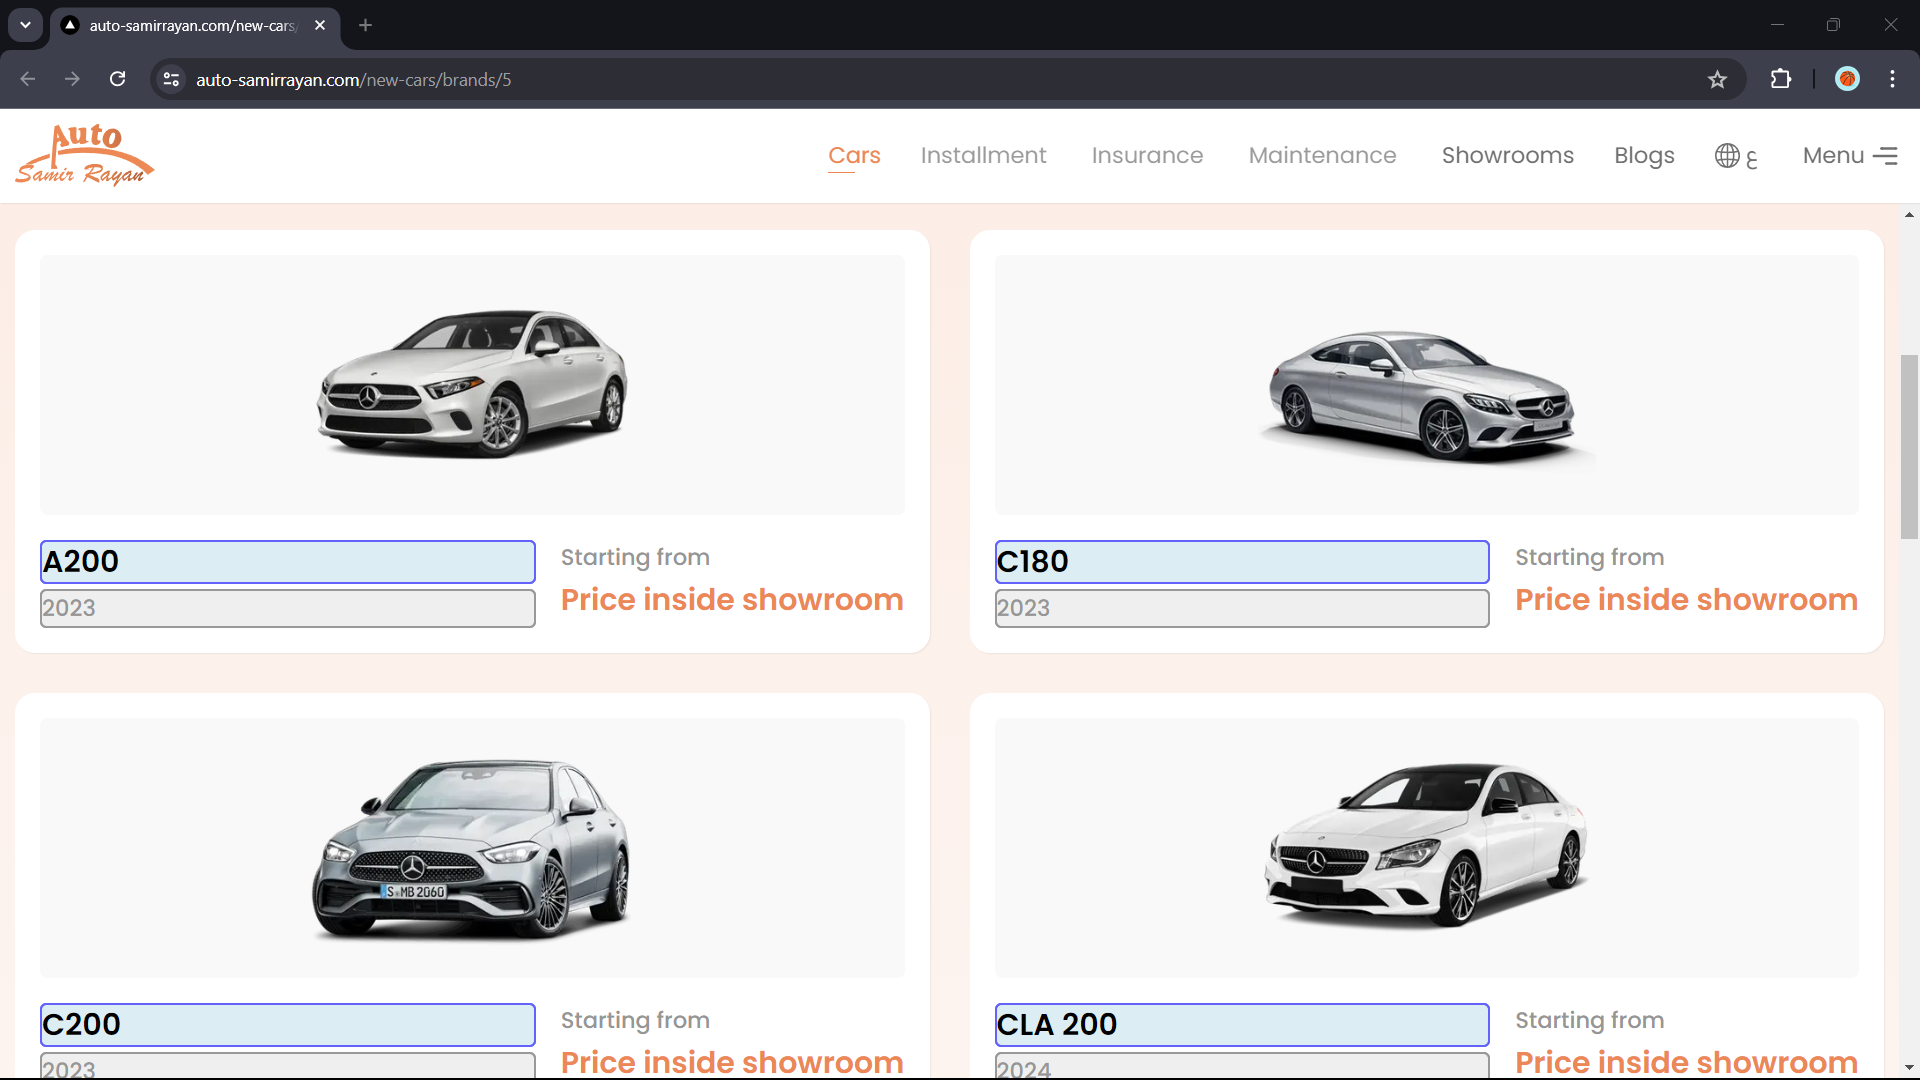 auto-samirrayan.com/new-cars/
auto-samirrayan.com/new-cars/brands/5
Auto
Samir Rayan
Cars
Installment
Insurance
Maintenance
Showrooms
Blogs
ع
Menu
A200
2023
Starting from
Price inside showroom
C180
2023
Starting from
Price inside showroom
S MB 2060
C200
2023
Starting from
Price inside showroom
CLA 200
2024
Starting from
Price inside showroom